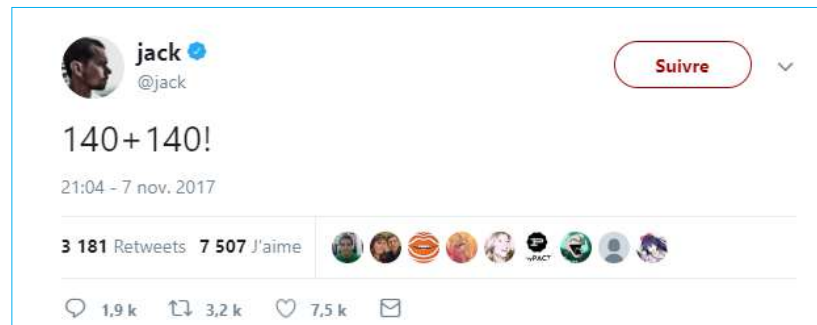 jack
@jack
Suivre
140+140!
21:04 - 7 nov. 2017
3 181 Retweets 7 507 J'aime
1,9 k 3,2 k 7,5 k